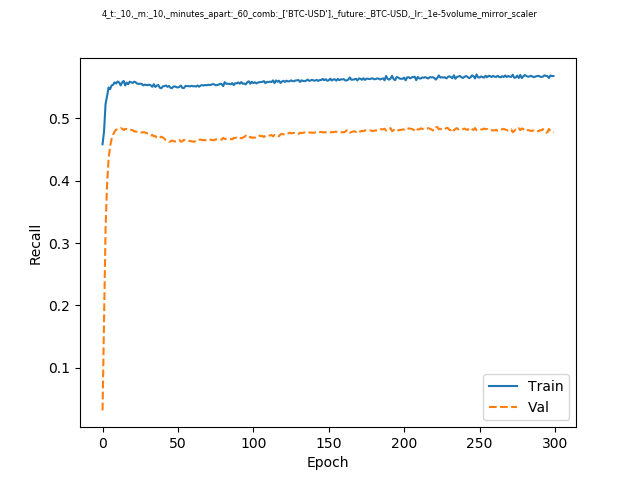 4_t:_10,_m:_10,_minutes_apart:_60_comb:_['BTC-USD'],_future:_BTC-USD,_lr:_1e-5volume_mirror_scaler
0.5
0.4
0.3
0.2
0.1
Recall
Train
Val
0 50 100 150 200 250 300
Epoch